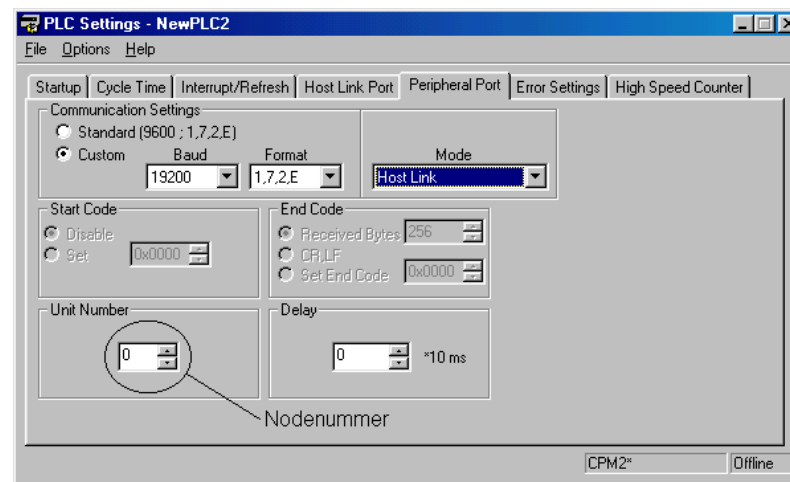 PLC Settings - NewPLC2
File Options Help
Startup Cycle Time Interrupt/Refresh Host Link Port Peripheral Port Error Settings High Speed Counter
Communication Settings
Standard (9600 ; 1,7,2,E)
Custom Baud Format Mode
19200 1,7,2,E Host Link
Start Code End Code
Disable Received Bytes 256
Set 0x0000 CR,LF
Set End Code 0x0000
Unit Number Delay
0 0 *10 ms
Nodenummer
CPM2* Offline